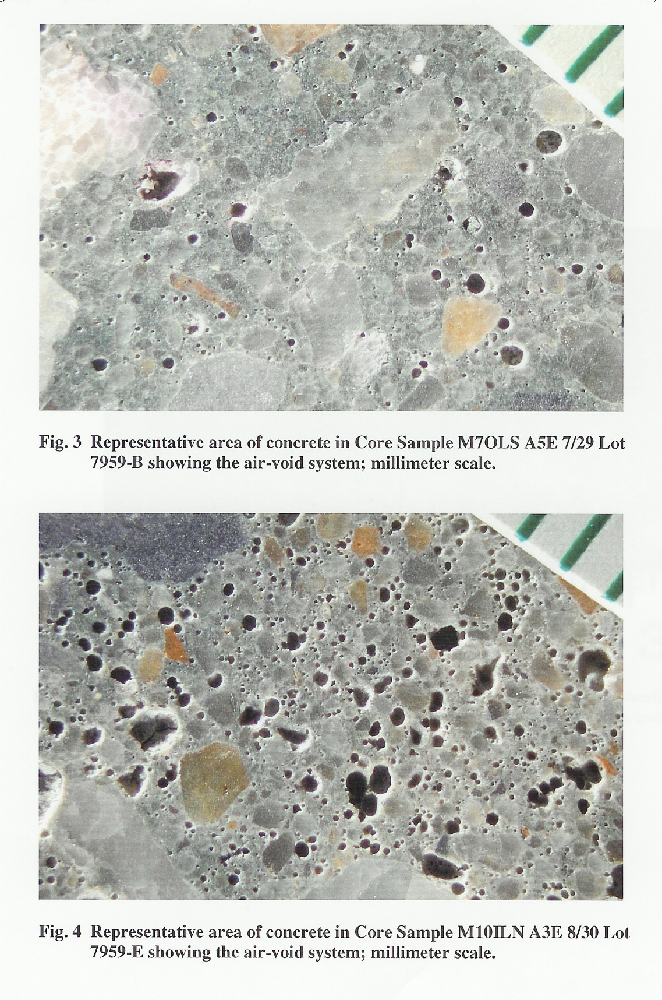 Fig. 3 Representative area of concrete in Core Sample M7OLS A5E 7/29 Lot
7959-B showing the air-void system; millimeter scale.
Fig. 4 Representative area of concrete in Core Sample M10ILN A3E 8/30 Lot
7959-E showing the air-void system; millimeter scale.